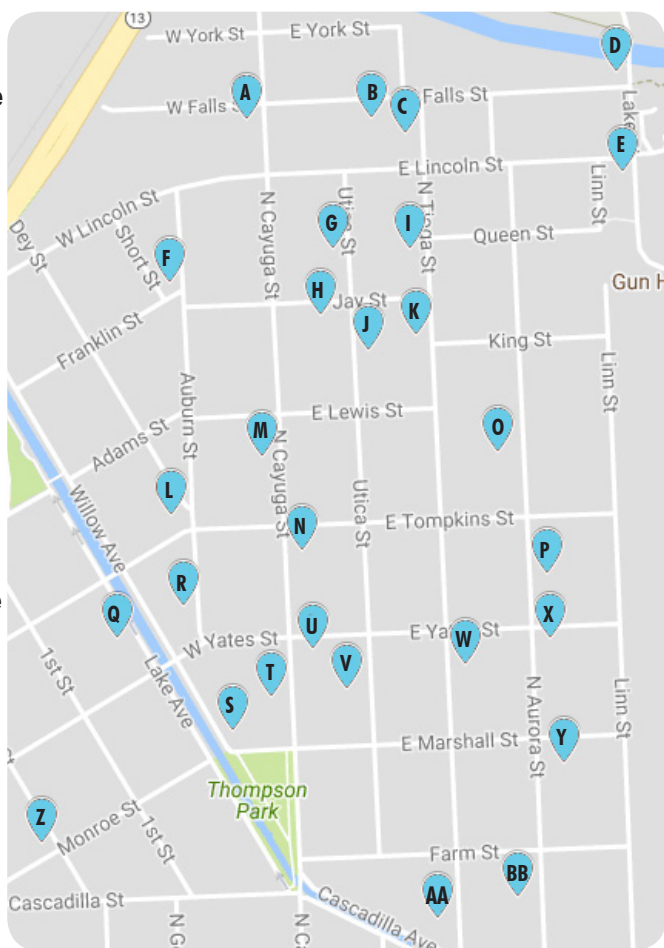 13
W York St
E York St
D
A
B
C
W Falls S
Falls St
Lake
E
E Lincoln St
W Lincoln St
Short St
Dey St
N Cayuga St
Utica St
N Tioga St
Linn St
G
I
Queen St
F
Gun H
H
Jay St
K
J
Franklin St
King St
Linn St
Auburn St
E Lewis St
Adams St
M
O
N Cayuga St
L
Willow Ave
Utica St
N
E Tompkins St
P
R
Q
X
U
E Ya
St
W
W Yates St
V
T
1st St
Lake Ave
S
N Aurora St
Linn St
E Marshall St
Y
Thompson
Park
Z
Monroe St
1st St
Farm St
BB
AA
Cascadilla St
Cascadilla Ave
N G
N C
e
e